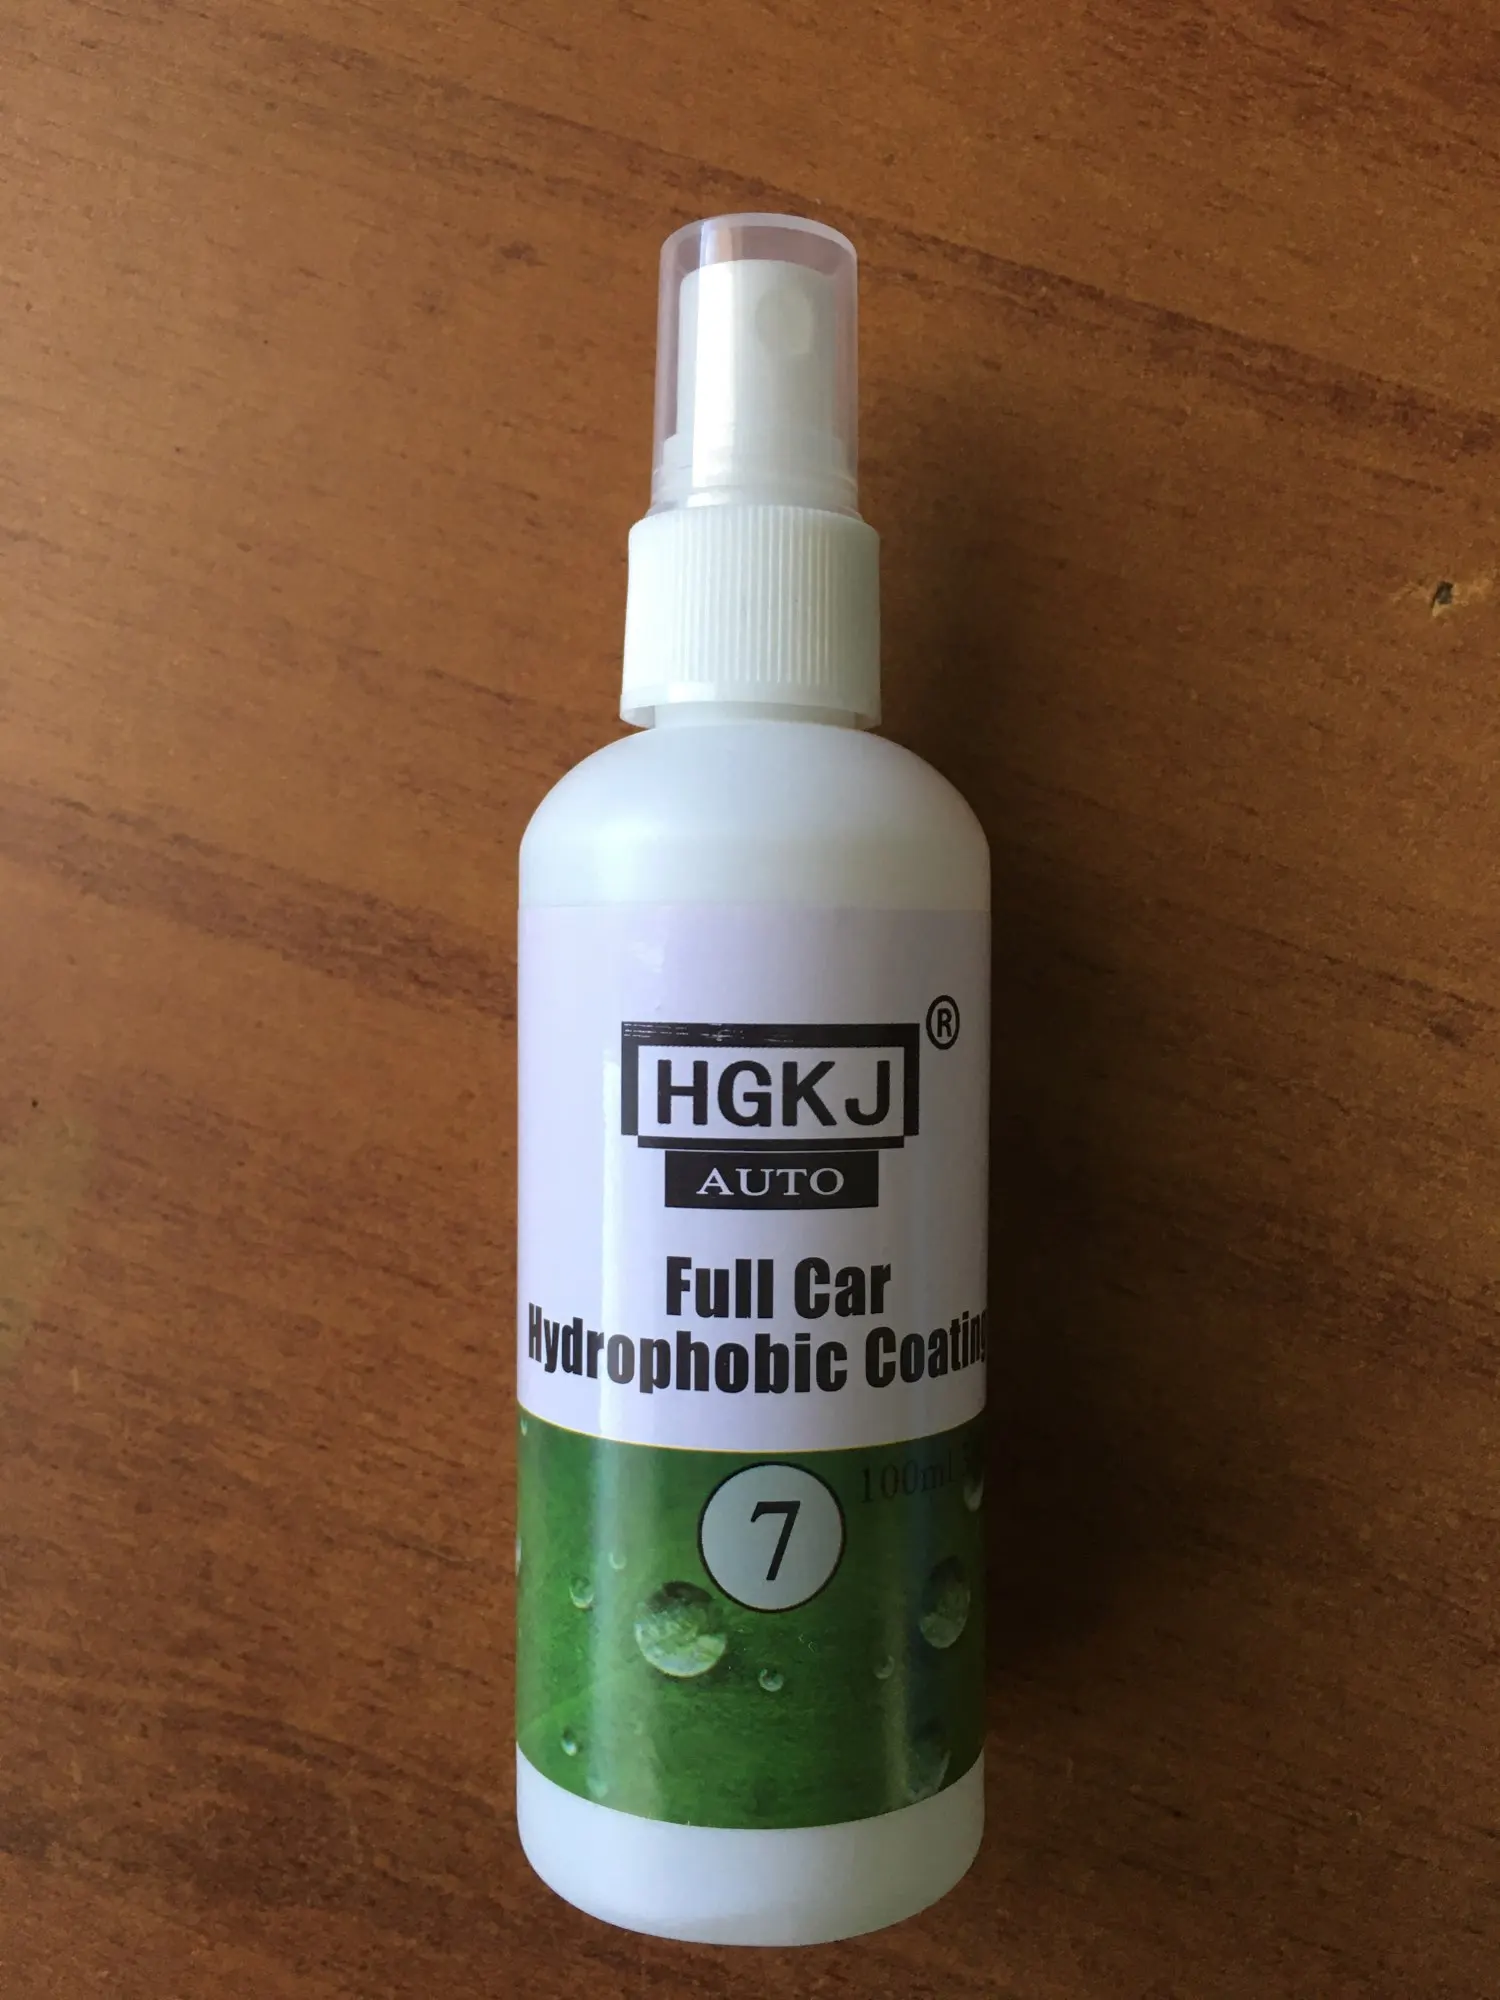 HGKJ ®
AUTO
Full Car
Hydrophobic Coating
100ml
7